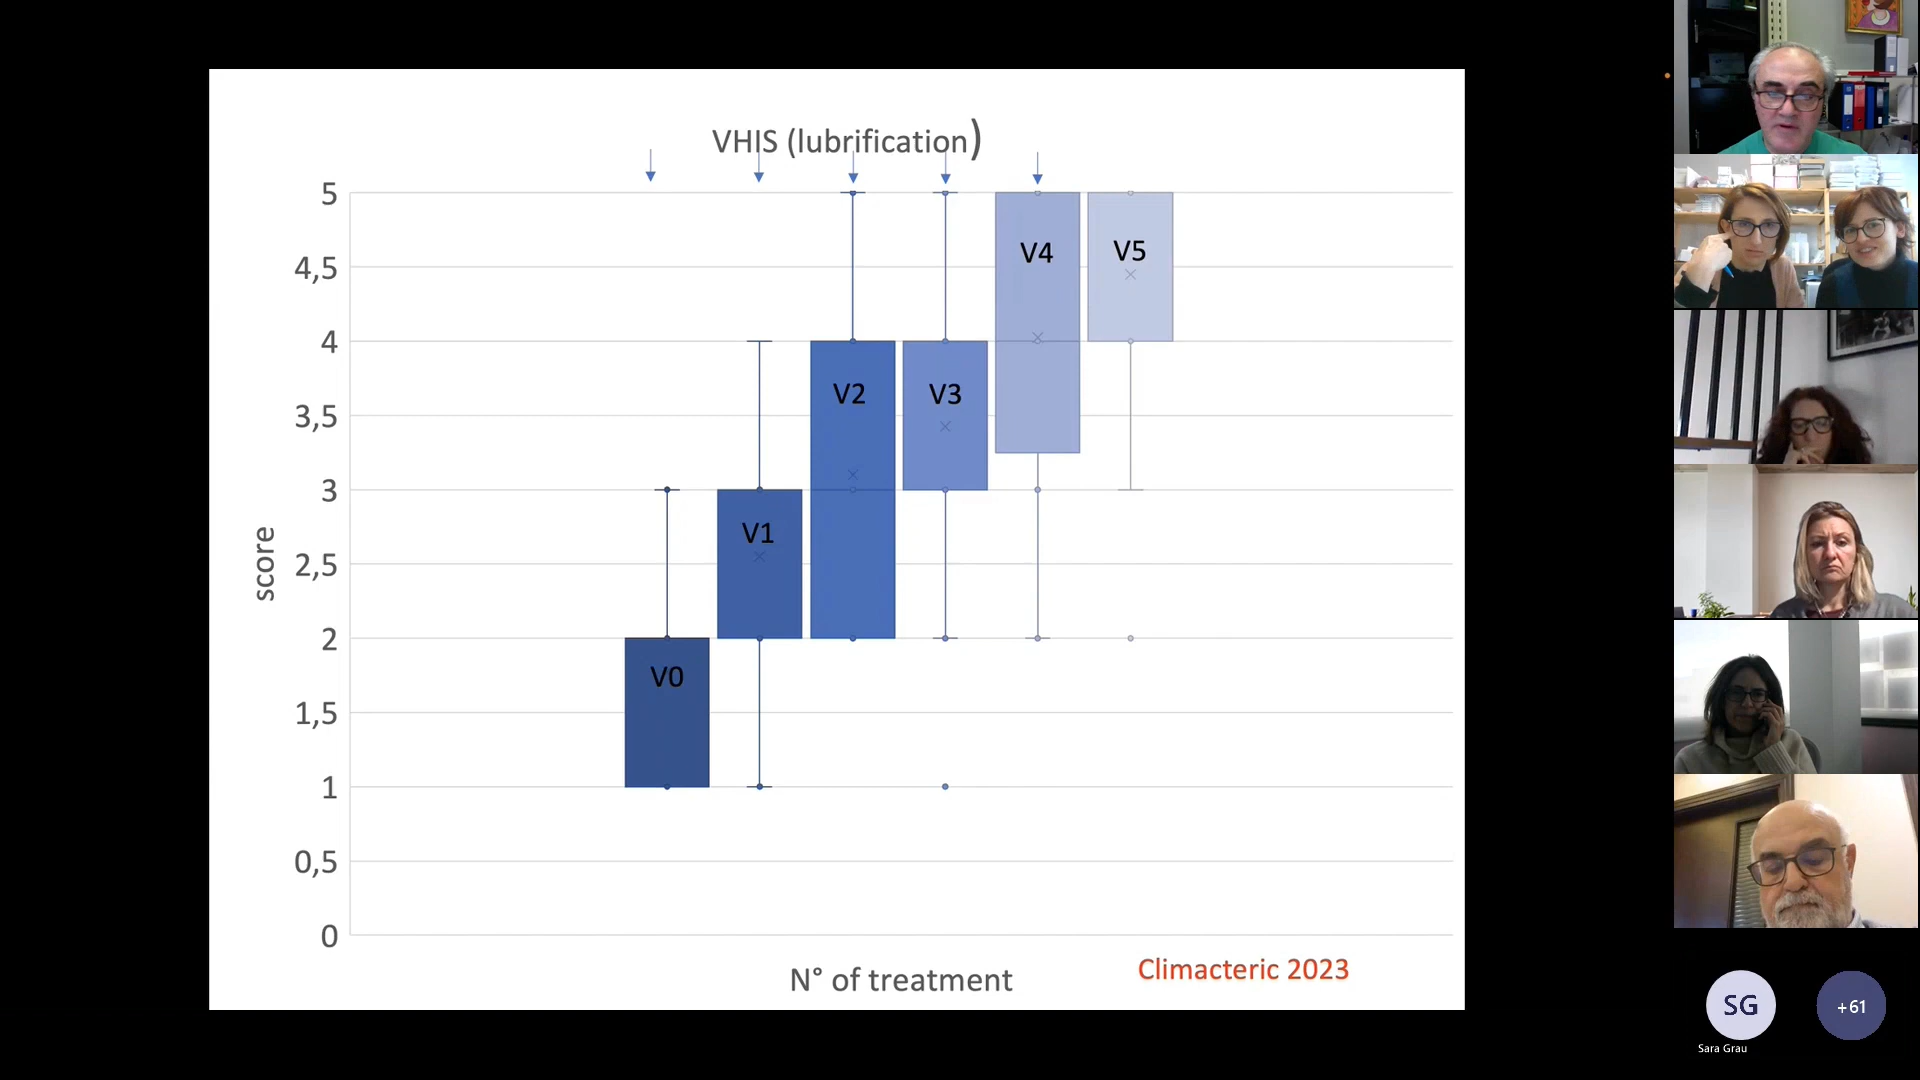 VHIS (lubrification)
5
4,5
4
3,5
3
2,5
2
1,5
1
0,5
0
score
V0
V1
V2
V3
V4
V5
N° of treatment
Climacteric 2023
SG
Sara Grau
+61